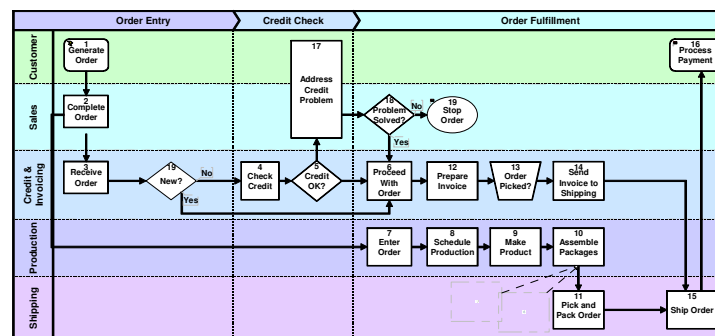 Order Entry
Credit Check
Order Fulfillment
Customer
Sales
Credit &
Invoicing
Production
Shipping
1
Generate
Order
17
Address
Credit
Problem
16
Process
Payment
2
Complete
Order
18
Problem
Solved?
No
19
Stop
Order
Yes
3
Receive
Order
19
New?
No
Yes
4
Check
Credit
5
Credit
OK?
6
Proceed
With
Order
12
Prepare
Invoice
13
Order
Picked?
14
Send
Invoice to
Shipping
7
Enter
Order
8
Schedule
Production
9
Make
Product
10
Assemble
Packages
11
Pick and
Pack Order
15
Ship Order